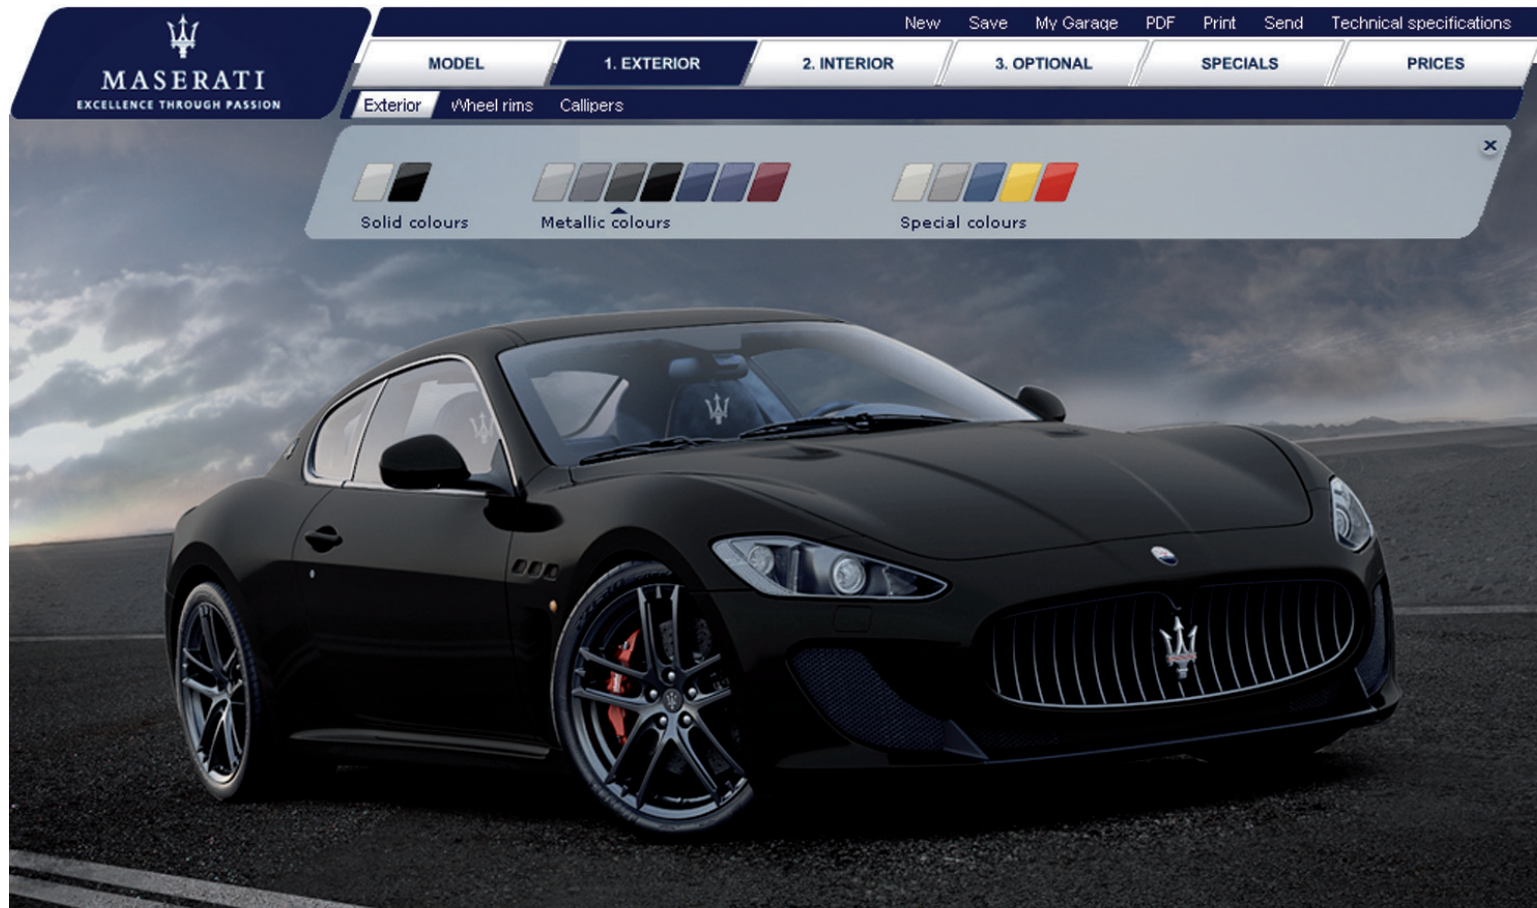 MASERATI
EXCELLENCE THROUGH PASSION
New Save My Garage PDF Print Send Technical specifications
MODEL 1. EXTERIOR 2. INTERIOR 3. OPTIONAL SPECIALS PRICES
Exterior Wheel rims Callipers
Solid colours Metallic colours Special colours